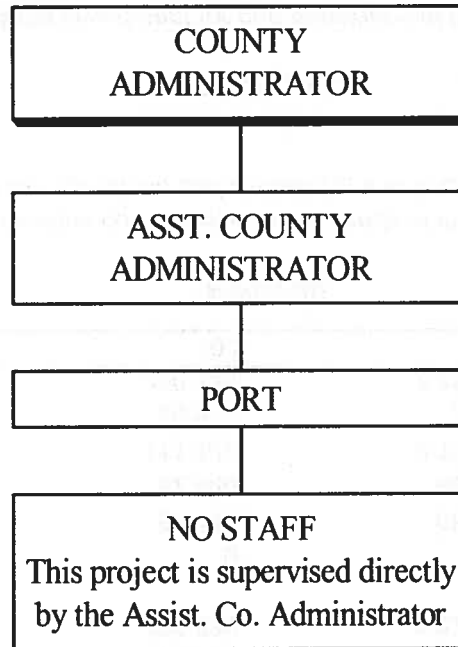 COUNTY
ADMINISTRATOR
ASST. COUNTY
ADMINISTRATOR
PORT
NO STAFF
This project is supervised directly
by the Assist. Co. Administrator